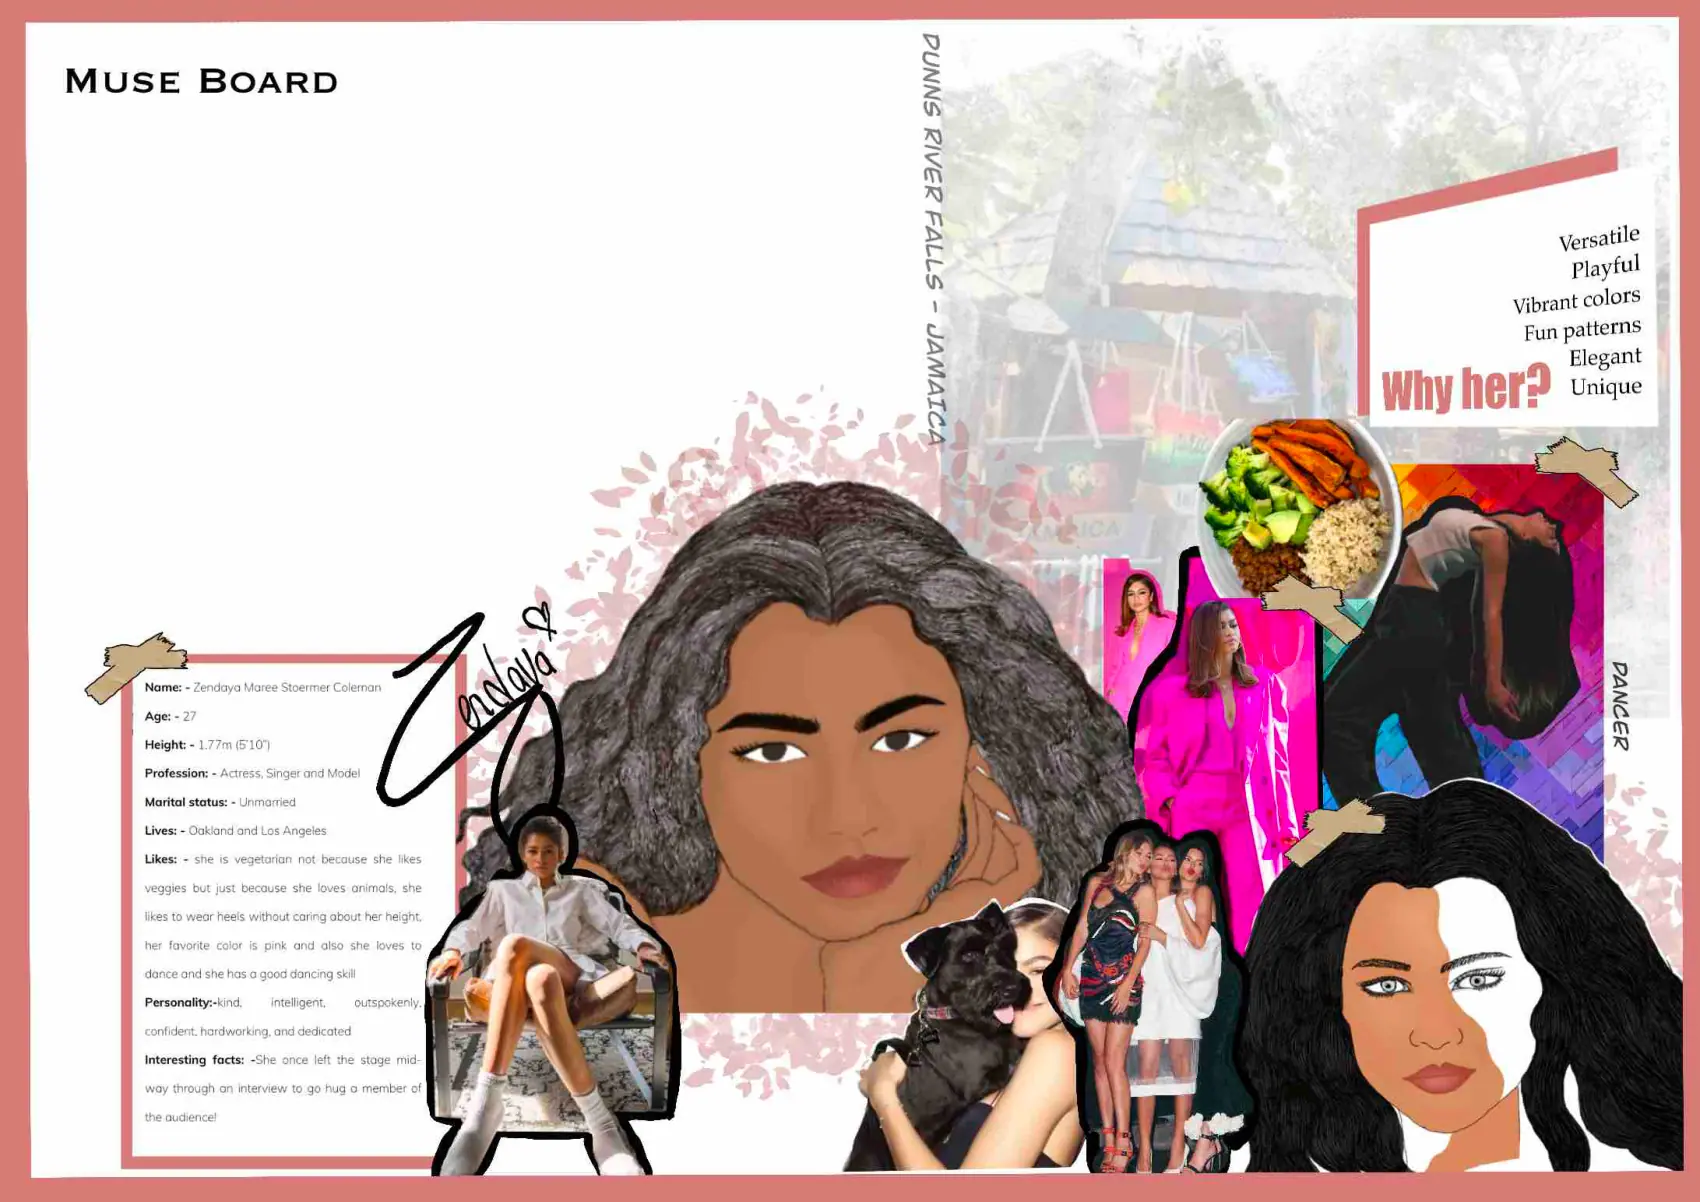 Muse Board
DUNNS RIVER FALLS - JAMAICA
Versatile
Playful
Vibrant colors
Fun patterns
Elegant
Unique
Why her?
DANCER
Zendaya
Name: - Zendaya Maree Stoermer Coleman
Age: - 27
Height: - 1.77m (5'10")
Profession: - Actress, Singer and Model
Marital status: - Unmarried
Lives: - Oakland and Los Angeles
Likes: - she is vegetarian not because she likes
veggies but just because she loves animals, she
likes to wear heels without caring about her height,
her favorite color is pink and also she loves to
dance and she has a good dancing skill
Personality:-kind, intelligent, outspokenly,
confident, hardworking, and dedicated
Interesting facts: -She once left the stage mid-
way through an interview to go hug a member of
the audience!
JAMAICA